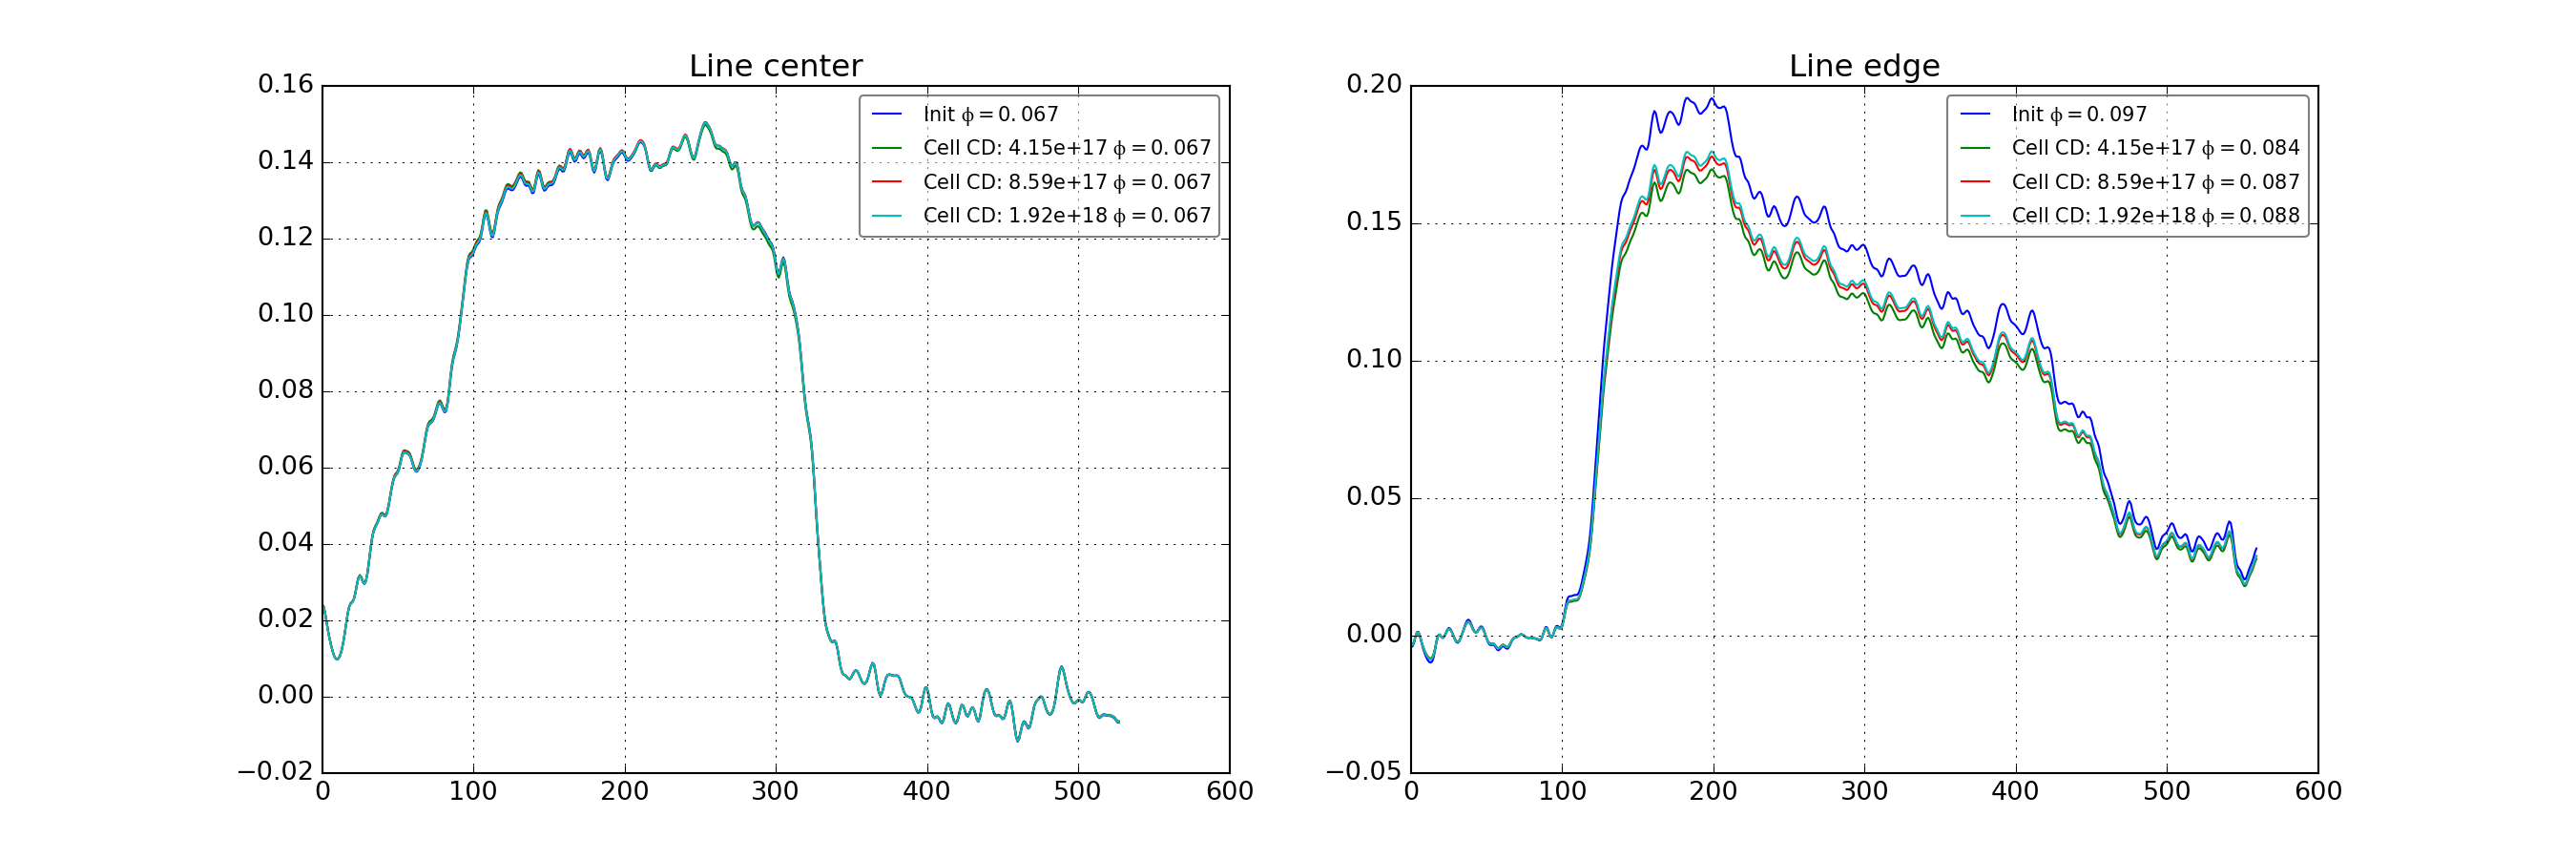 Line center
0.16
0.14
0.12
0.10
0.08
0.06
0.04
0.02
0.00
−0.02
0 100 200 300 400 500 600
Init ϕ = 0.067
Cell CD: 4.15e+17 ϕ = 0.067
Cell CD: 8.59e+17 ϕ = 0.067
Cell CD: 1.92e+18 ϕ = 0.067
Line edge
0.20
0.15
0.10
0.05
0.00
−0.05
0 100 200 300 400 500 600
Init ϕ = 0.097
Cell CD: 4.15e+17 ϕ = 0.084
Cell CD: 8.59e+17 ϕ = 0.087
Cell CD: 1.92e+18 ϕ = 0.088